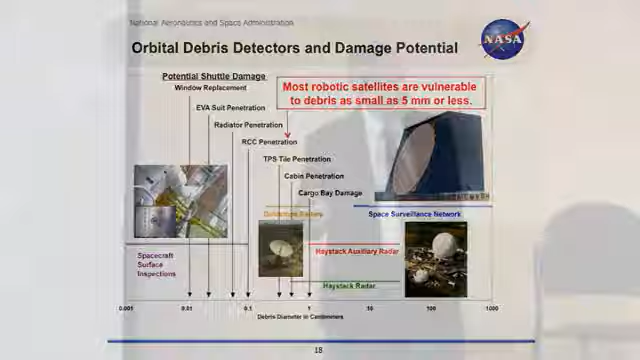 National Aeronautics and Space Administration
NASA
Orbital Debris Detectors and Damage Potential
Potential Shuttle Damage
Window Replacement
EVA Suit Penetration
Radiator Penetration
RCC Penetration
TPS Tile Penetration
Cabin Penetration
Cargo Bay Damage
Most robotic satellites are vulnerable
to debris as small as 5 mm or less.
Space Surveillance Network
Haystack Auxiliary Radar
Haystack Radar
Spacecraft
Surface
Inspections
0.001
0.01
0.1
1
10
100
1000
Debris Diameter in Centimeters
18